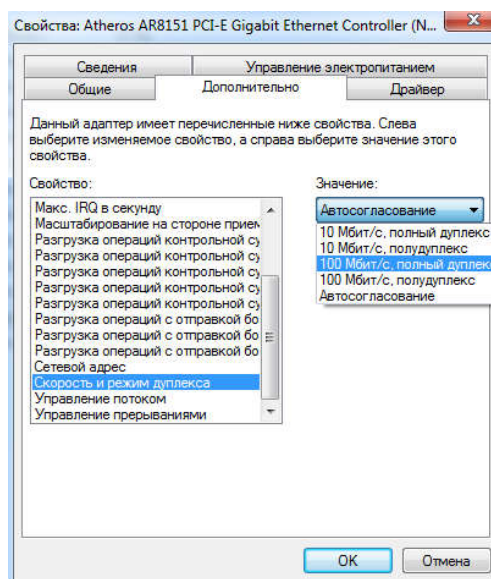 Свойства: Atheros AR8151 PCI-E Gigabit Ethernet Controller (N...
Сведения
Управление электропитанием
Общие
Дополнительно
Драйвер
Данный адаптер имеет перечисленные ниже свойства. Слева
выберите изменяемое свойство, а справа выберите значение этого
свойства.
Свойство:
Значение:
Макс. IRQ в секунду
Масштабирование на стороне прием
Разгрузка операций контрольной су
Разгрузка операций контрольной су
Разгрузка операций контрольной су
Разгрузка операций контрольной су
Разгрузка операций контрольной су
Разгрузка операций с отправкой бо
Разгрузка операций с отправкой бо
Разгрузка операций с отправкой бо
Сетевой адрес
Скорость и режим дуплекса
Управление потоком
Управление прерываниями
Автосогласование
10 Мбит/с, полный дуплекс
10 Мбит/с, полудуплекс
100 Мбит/с, полный дуплекс
100 Мбит/с, полудуплекс
Автосогласование
OK
Отмена